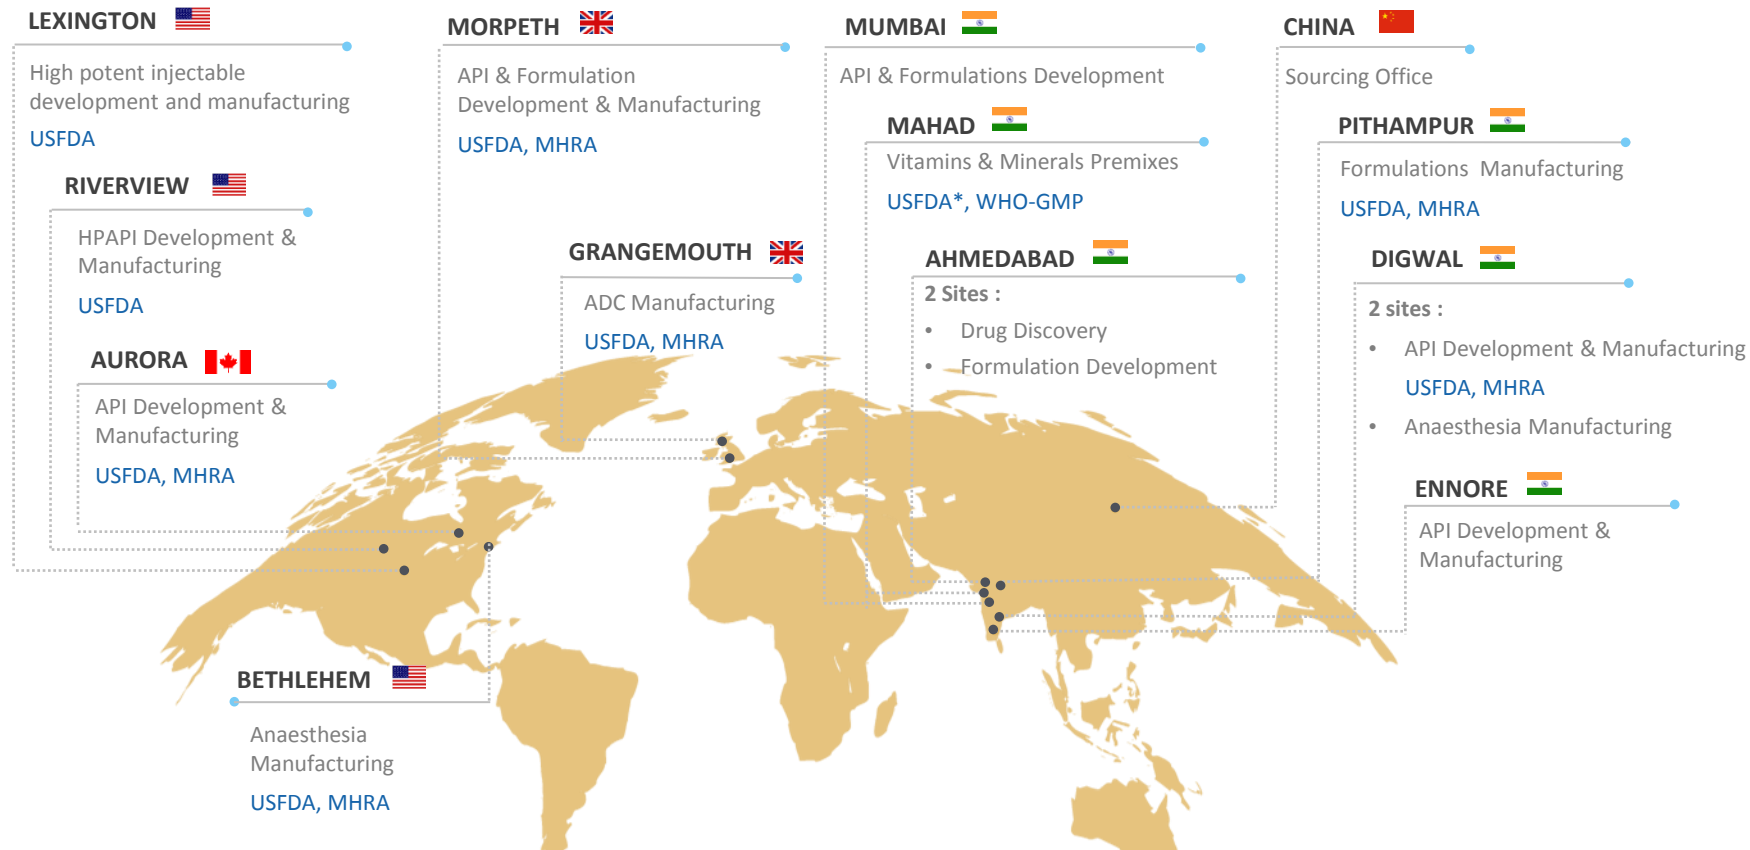 LEXINGTON
High potent injectable
development and manufacturing
USFDA
RIVERVIEW
HPAPI Development &
Manufacturing
USFDA
AURORA
API Development &
Manufacturing
USFDA, MHRA
BETHLEHEM
Anaesthesia
Manufacturing
USFDA, MHRA
MORPETH
API & Formulation
Development & Manufacturing
USFDA, MHRA
GRANGEMOUTH
ADC Manufacturing
USFDA, MHRA
MUMBAI
API & Formulations Development
MAHAD
Vitamins & Minerals Premixes
USFDA*, WHO-GMP
AHMEDABAD
2 Sites :
• Drug Discovery
• Formulation Development
CHINA
Sourcing Office
PITHAMPUR
Formulations Manufacturing
USFDA, MHRA
DIGWAL
2 sites :
• API Development & Manufacturing
USFDA, MHRA
• Anaesthesia Manufacturing
ENNORE
API Development &
Manufacturing